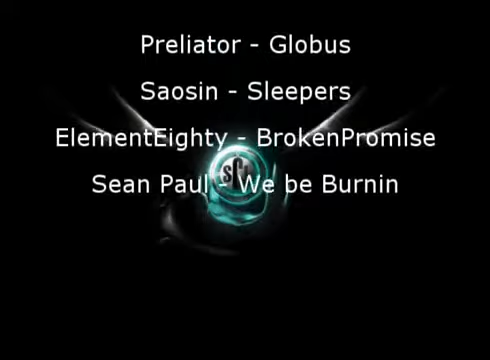 Preliator - Globus
Saosin - Sleepers
ElementEighty - BrokenPromise
Sean Paul - We be Burnin